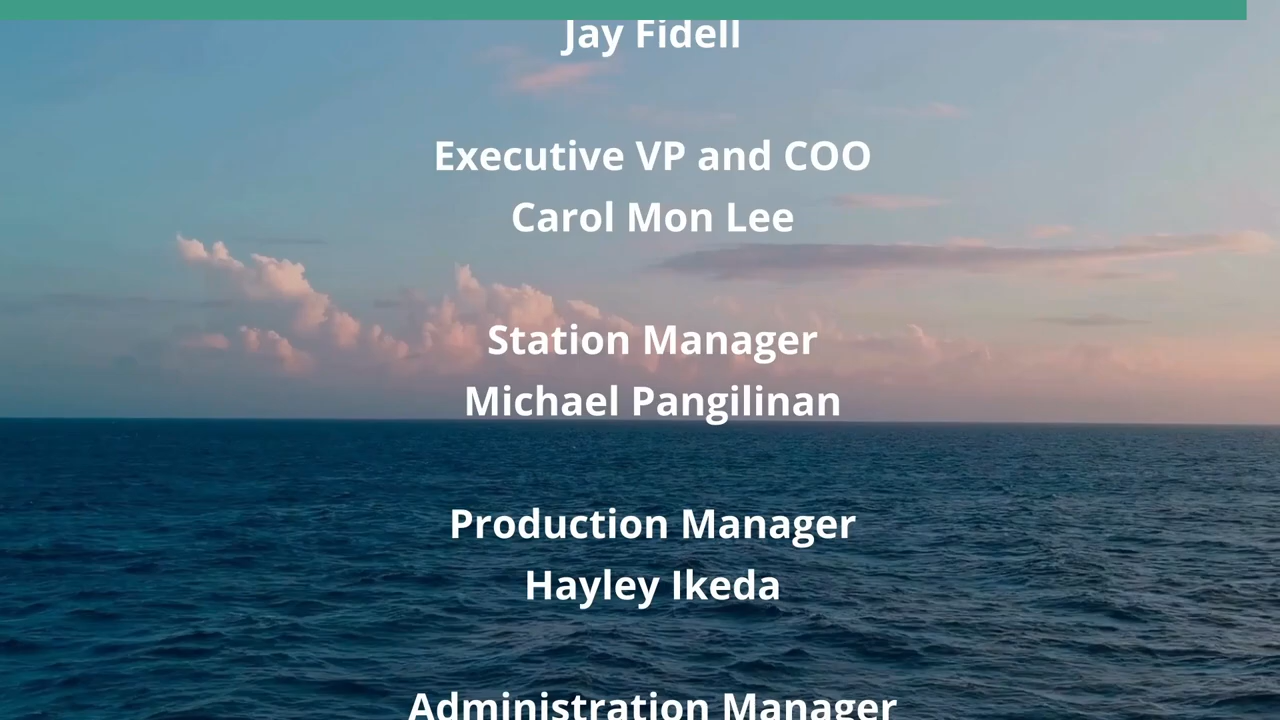 Jay Fidell
Executive VP and COO
Carol Mon Lee
Station Manager
Michael Pangilinan
Production Manager
Hayley Ikeda
Administration Manager